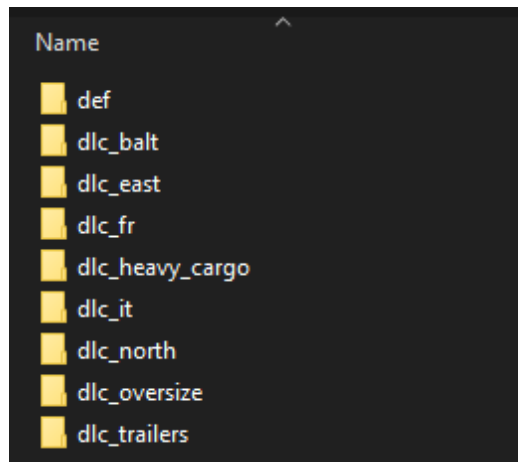 Name
def
dlc_balt
dlc_east
dlc_fr
dlc_heavy_cargo
dlc_it
dlc_north
dlc_oversize
dlc_trailers